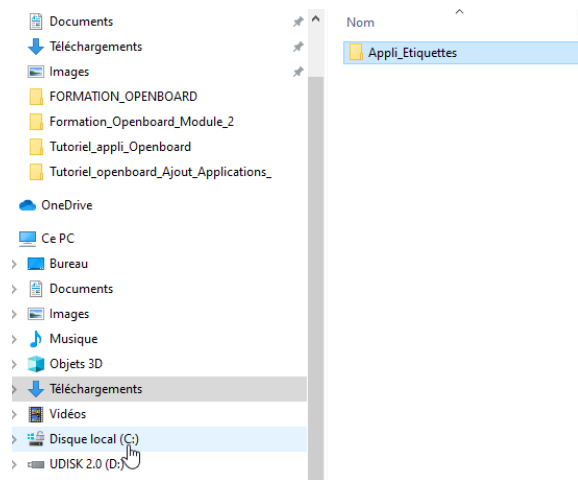 Documents
Téléchargements
Images
FORMATION_OPENBOARD
Formation_Openboard_Module_2
Tutoriel_appli_Openboard
Tutoriel_openboard_Ajout_Applications_
OneDrive
Ce PC
Bureau
Documents
Images
Musique
Objets 3D
Téléchargements
Vidéos
Disque local (C:)
UDISK 2.0 (D:)
Nom
Appli_Etiquettes